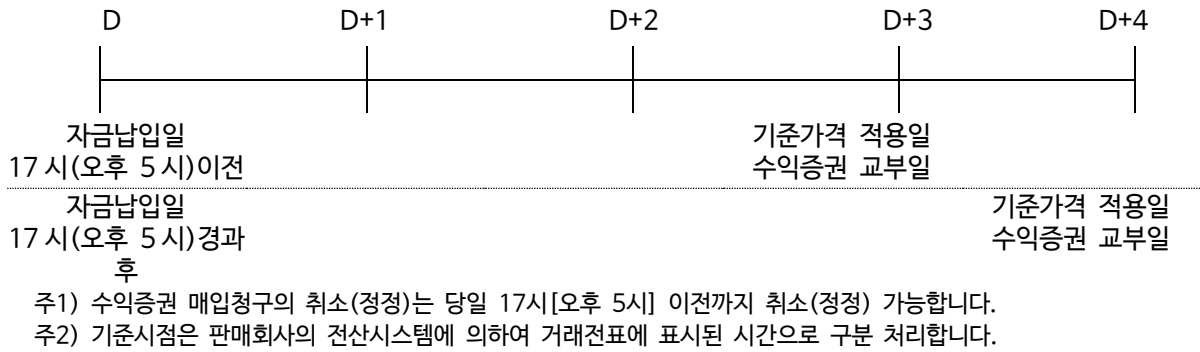 D D+1 D+2 D+3 D+4
자금납입일 기준가격 적용일
17 시(오후 5시)이전 수익증권 교부일
자금납입일 기준가격 적용일
17 시(오후 5시)경과 수익증권 교부일
후
주1) 수익증권 매입청구의 취소(정정)는 당일 17시[오후 5시] 이전까지 취소(정정) 가능합니다.
주2) 기준시점은 판매회사의 전산시스템에 의하여 거래전표에 표시된 시간으로 구분 처리합니다.